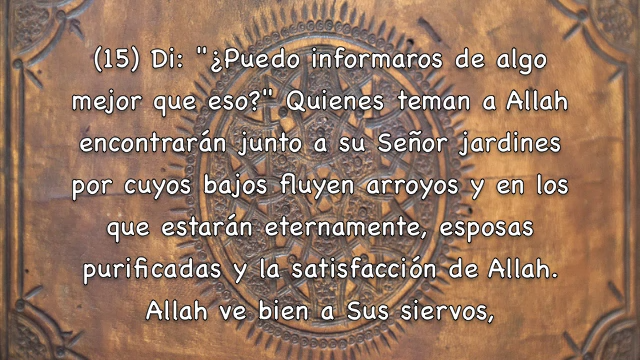 (15) Di: "¿Puedo informaros de algo
mejor que eso?" Quienes teman a Allah
encontrarán junto a su Señor jardines
por cuyos bajos fluyen arroyos y en los
que estarán eternamente, esposas
purificadas y la satisfacción de Allah.
Allah ve bien a Sus siervos,